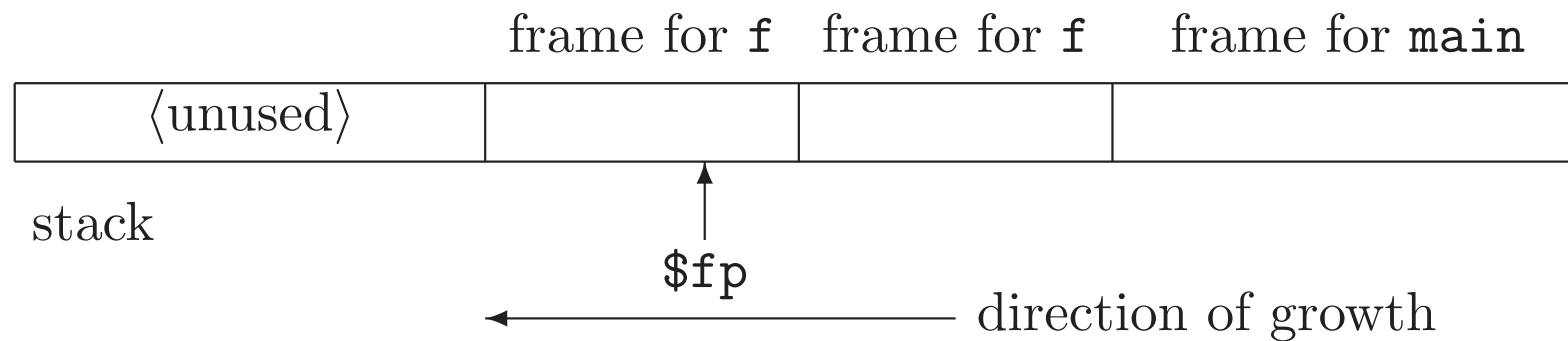 frame for f frame for f frame for main
⟨unused⟩
stack
$fp
direction of growth